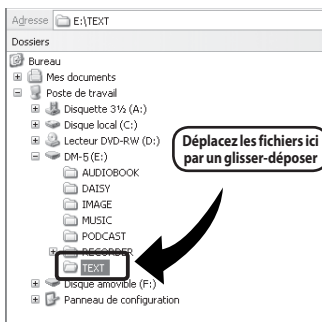 Adresse E:\TEXT
Dossiers
Bureau
Mes documents
Poste de travail
Disquette 3½ (A:)
Disque local (C:)
Lecteur DVD-RW (D:)
DM-5 (E:)
AUDIOBOOK
DAISY
IMAGE
MUSIC
PODCAST
RECORDER
TEXT
Disque amovible (F:)
Panneau de configuration
Déplacez les fichiers ici
par un glisser-déposer